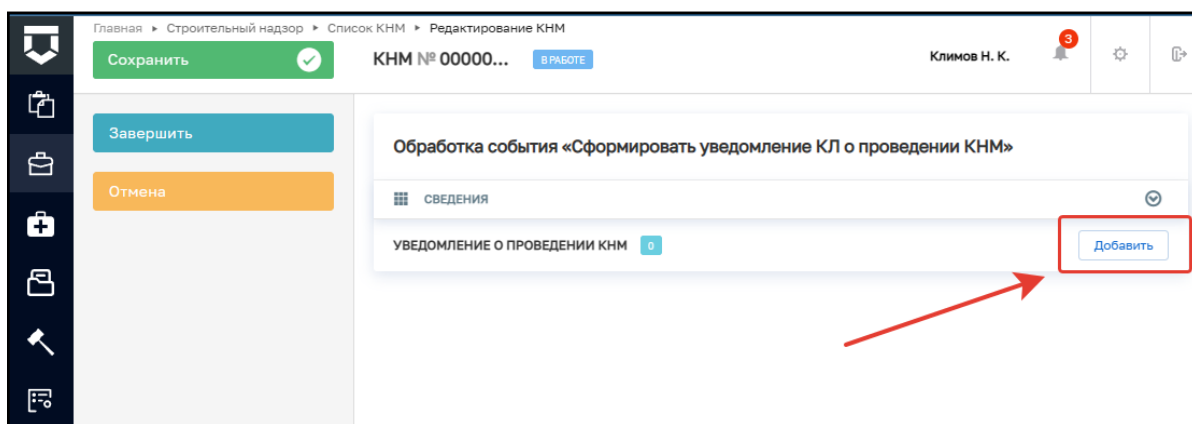 Главная ▸ Строительный надзор ▸ Список КНМ ▸ Редактирование КНМ
Сохранить
КНМ № 00000...
В РАБОТЕ
Климов Н. К.
3
Завершить
Отмена
Обработка события «Сформировать уведомление КЛ о проведении КНМ»
СВЕДЕНИЯ
УВЕДОМЛЕНИЕ О ПРОВЕДЕНИИ КНМ 0
Добавить